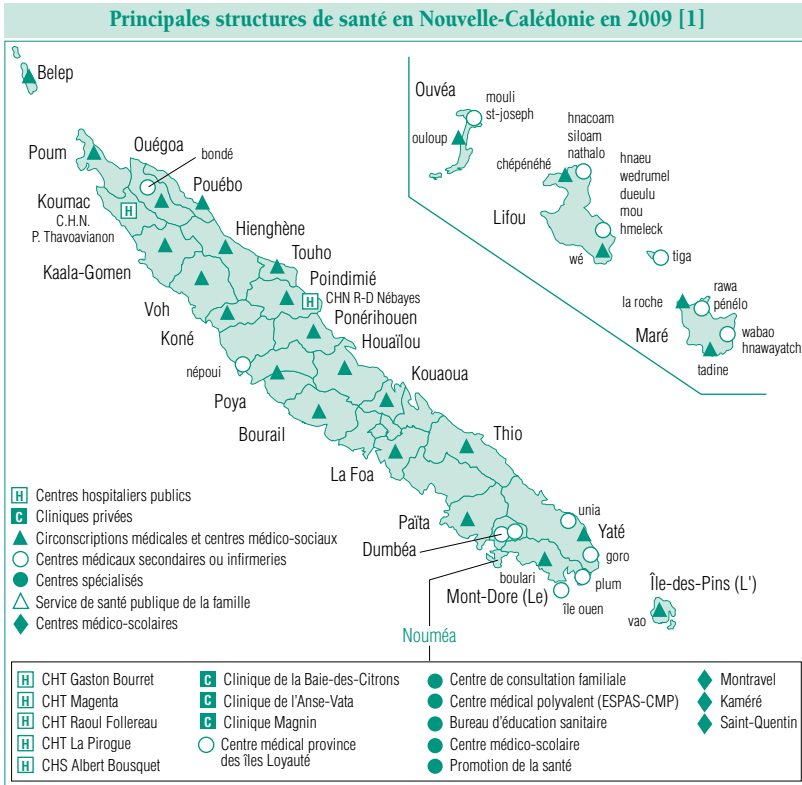 Principales structures de santé en Nouvelle-Calédonie en 2009 [1]
Belep
Poum
Ouégoa
bondé
Pouébo
Koumac
C.H.N.
P. Thavoavianon
Hienghène
Touho
Kaala-Gomen
Poindimié
CHN R-D Nébayes
Voh
Ponérihouen
Koné
Houaïlou
népoui
Kouaoua
Poya
Bourail
Thio
La Foa
Païta
unia
Yaté
Dumbéa
goro
boulari
plum
Mont-Dore (Le)
île ouen
Île-des-Pins (L')
vao
Nouméa
Ouvéa
mouli
st-joseph
ouloup
hnacoam
siloam
nathalo
chépénéhé
hnaeu
wedrumel
dueulu
mou
hmeleck
Lifou
wé
tiga
la roche
rawa
pénélo
Maré
wabao
hnawayatch
tadine
H Centres hospitaliers publics
C Cliniques privées
Circonscriptions médicales et centres médico-sociaux
Centres médicaux secondaires ou infirmeries
Centres spécialisés
Service de santé publique de la famille
Centres médico-scolaires
H CHT Gaston Bourret
H CHT Magenta
H CHT Raoul Follereau
H CHT La Pirogue
H CHS Albert Bousquet
C Clinique de la Baie-des-Citrons
C Clinique de l'Anse-Vata
C Clinique Magnin
Centre médical province
des îles Loyauté
Centre de consultation familiale
Centre médical polyvalent (ESPAS-CMP)
Bureau d'éducation sanitaire
Centre médico-scolaire
Promotion de la santé
Montravel
Kaméré
Saint-Quentin
H
H